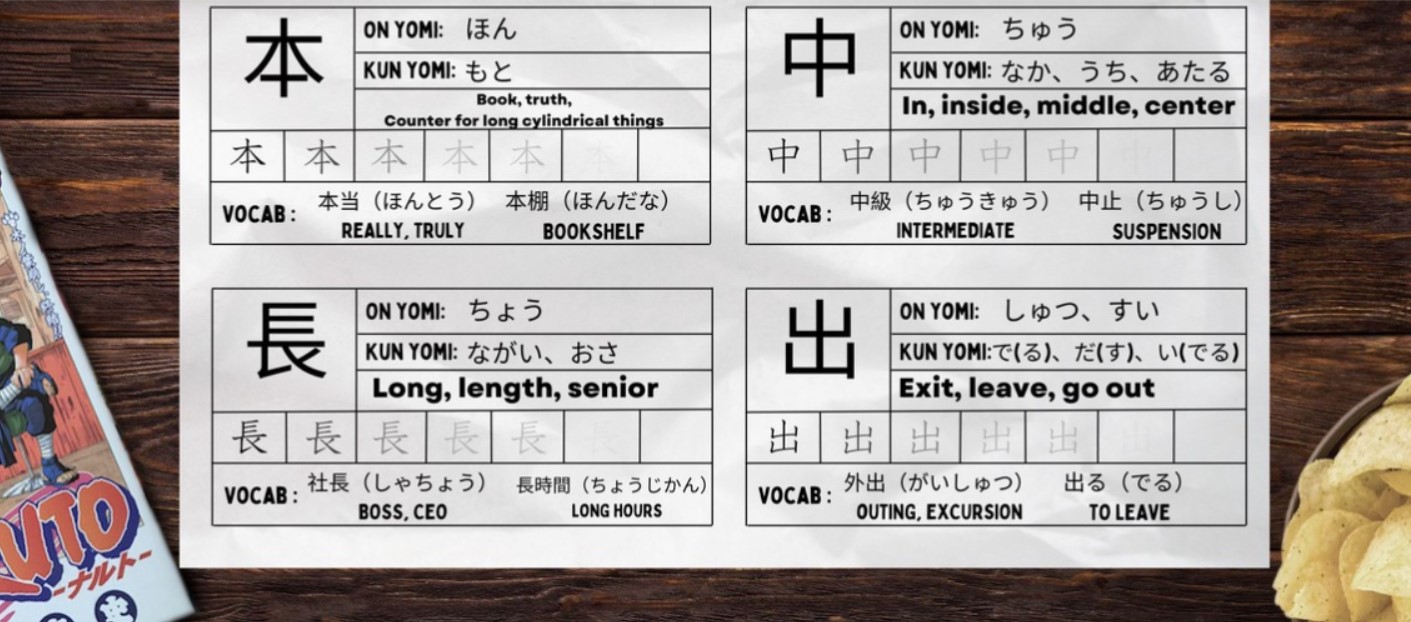 本
ON YOMI: ほん
KUN YOMI: もと
Book, truth,
Counter for long cylindrical things
本 本 本 本 本 本
VOCAB: 本当（ほんとう） 本棚（ほんだな）
REALLY, TRULY BOOKSHELF
中
ON YOMI: ちゅう
KUN YOMI: なか、うち、あたる
In, inside, middle, center
中 中 中 中 中 中
VOCAB: 中級（ちゅうきゅう） 中止（ちゅうし）
INTERMEDIATE SUSPENSION
長
ON YOMI: ちょう
KUN YOMI: ながい、おさ
Long, length, senior
長 長 長 長 長 長
VOCAB: 社長（しゃちょう） 長時間（ちょうじかん）
BOSS, CEO LONG HOURS
出
ON YOMI: しゅつ、すい
KUN YOMI:で(る)、だ(す)、い(でる)
Exit, leave, go out
出 出 出 出 出 出
VOCAB: 外出（がいしゅつ） 出る（でる）
OUTING, EXCURSION TO LEAVE
UTO
ーナルトー